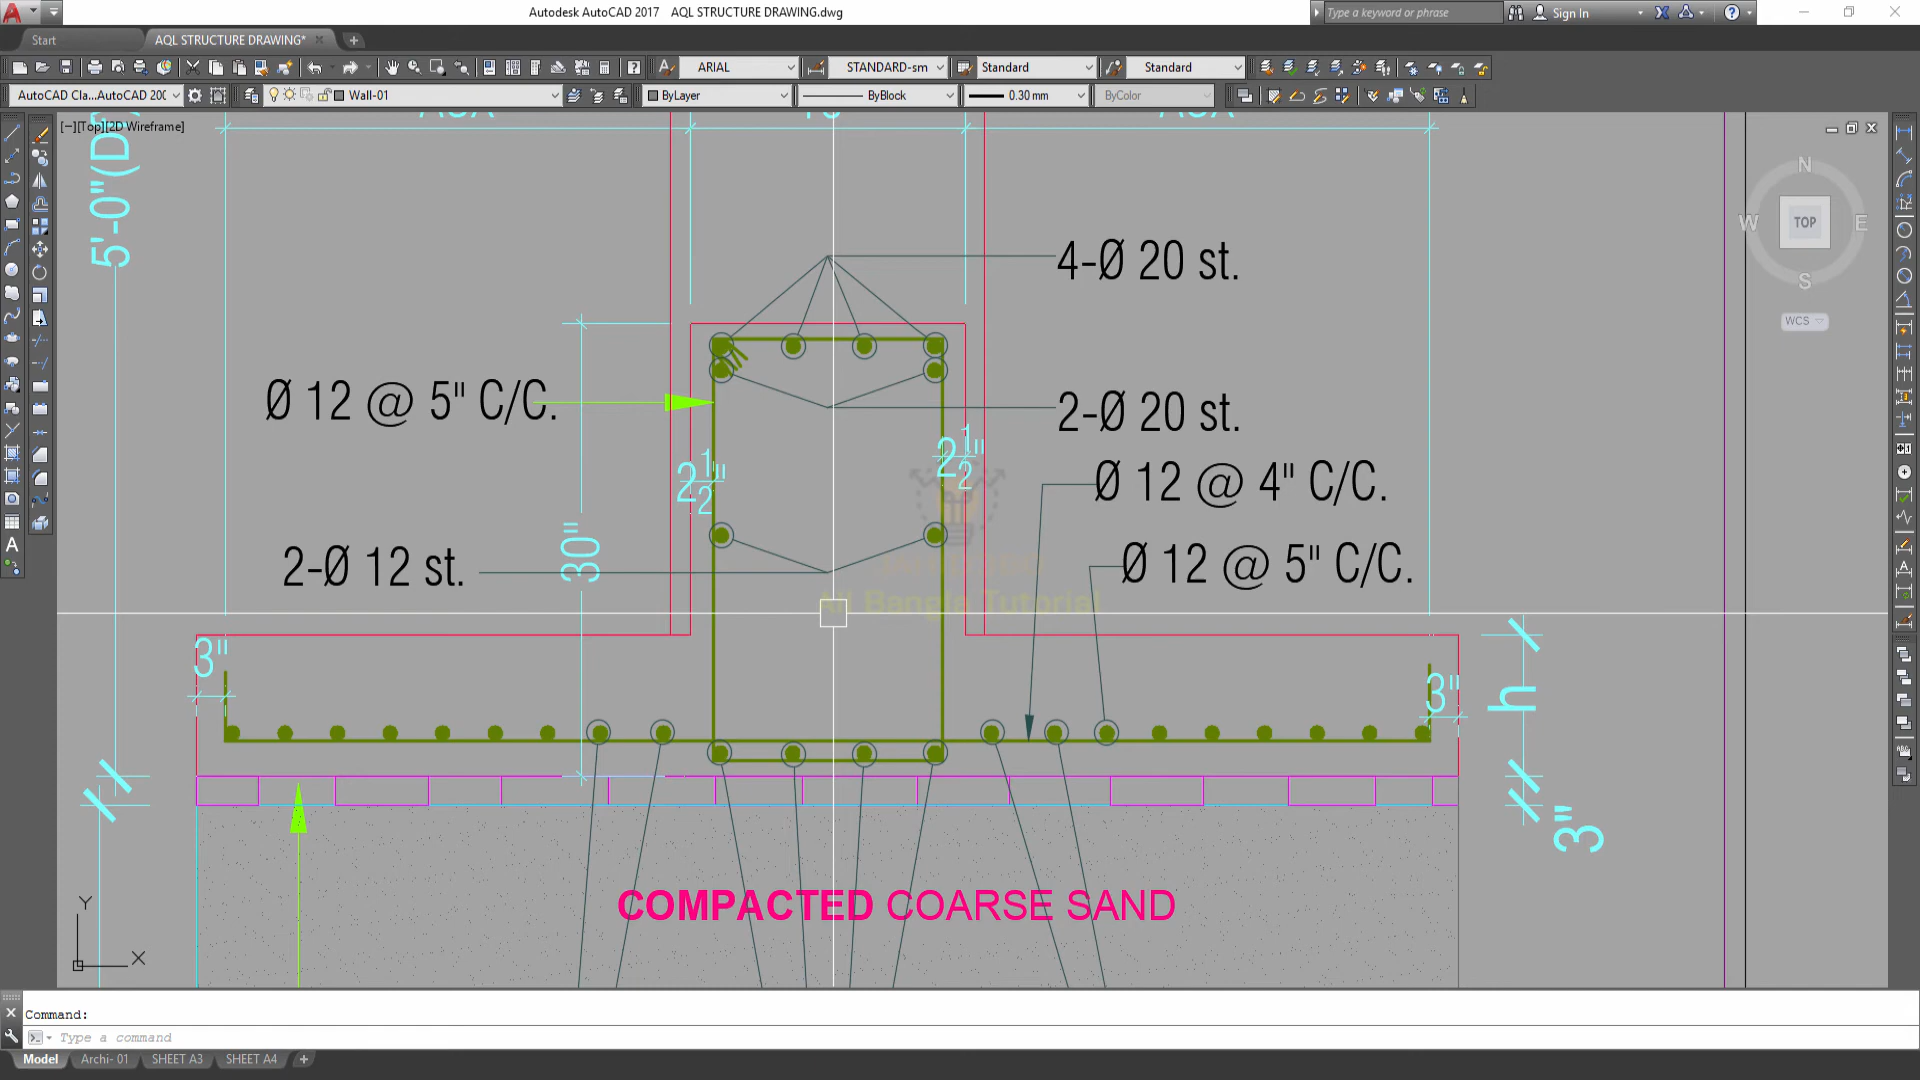 Autodesk AutoCAD 2017 AQL STRUCTURE DRAWING.dwg
Type a keyword or phrase
Sign In
Start
AQL STRUCTURE DRAWING*
ARIAL
STANDARD-sm
Standard
Standard
AutoCAD Cla...AutoCAD 200
Wall-01
ByLayer
ByBlock
0.30 mm
ByColor
[−][Top][2D Wireframe]
N
W
TOP
E
S
WCS
5'-0"(D
4-Ø 20 st.
Ø 12 @ 5" C/C.
2-Ø 20 st.
2½"
2½"
Ø 12 @ 4" C/C.
30"
2-Ø 12 st.
Ø 12 @ 5" C/C.
All Bangla Tutorial
3"
3"
h
3"
COMPACTED COARSE SAND
Y
X
Command:
Type a command
Model
Archi- 01
SHEET A3
SHEET A4